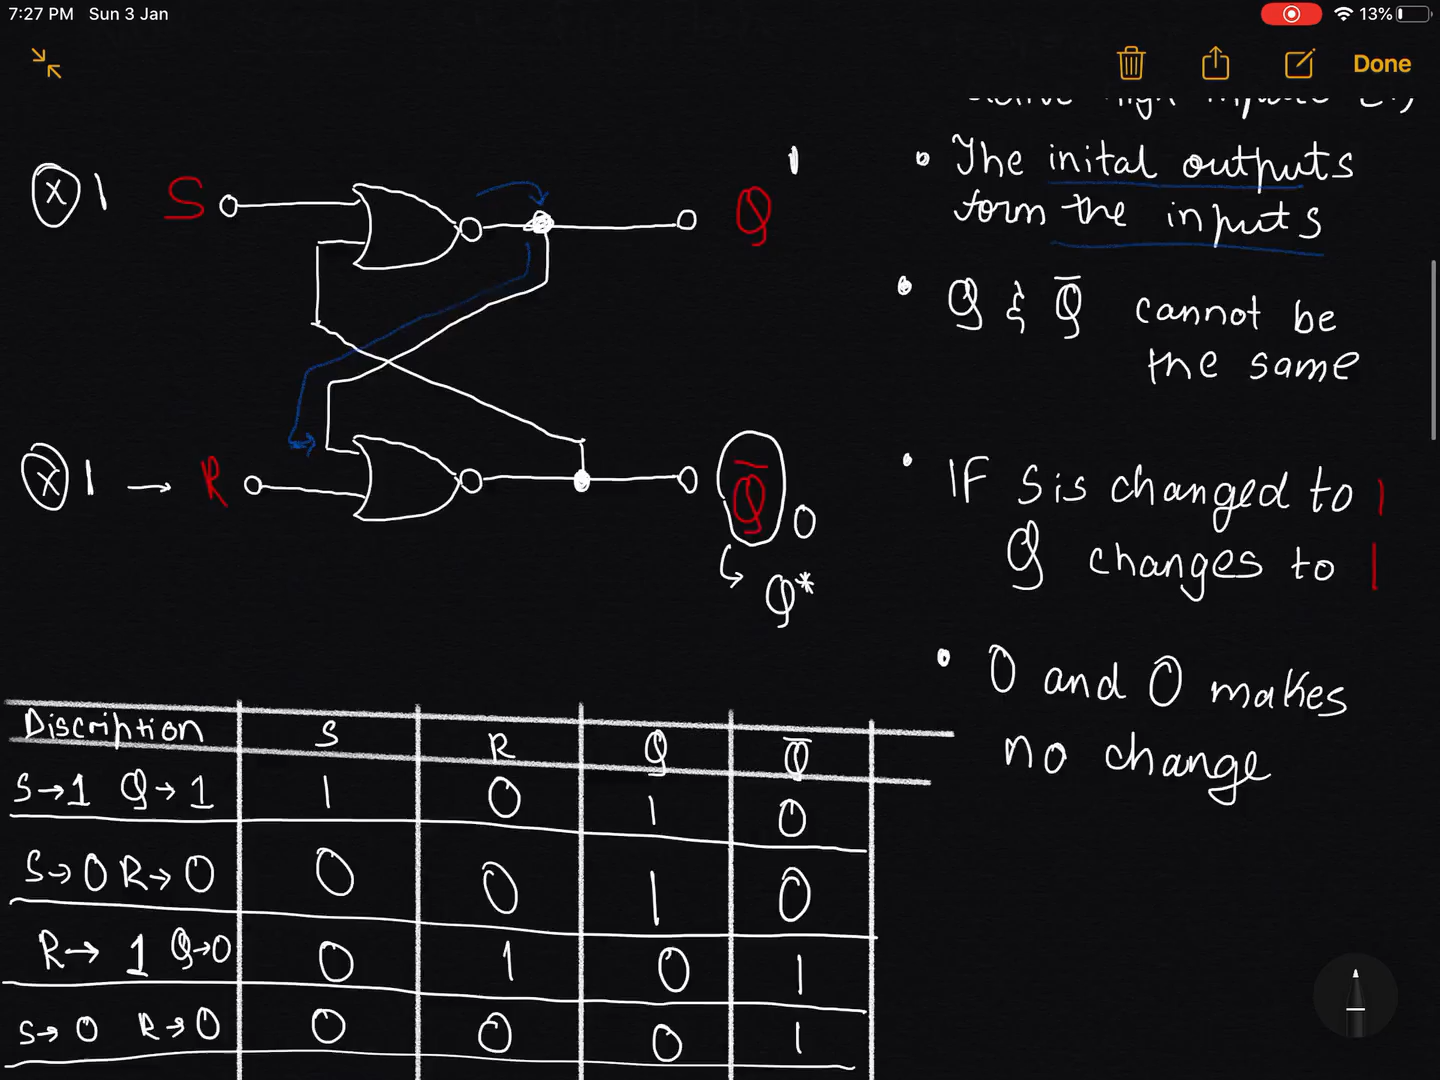 7:27 PM Sun 3 Jan
13%
Done
The inital outputs
form the inputs
Q & Q̅ cannot be
the same
IF S is changed to 1
Q changes to 1
0 and 0 makes
no change
X 1 S
Q 1
X 1 → R
Q̅ 0
Q*
Discription S R Q Q̅
S→1 Q→1 1 0 1 0
S→0 R→0 0 0 1 0
R→ 1 Q→0 0 1 0 1
S→0 R→0 0 0 0 1